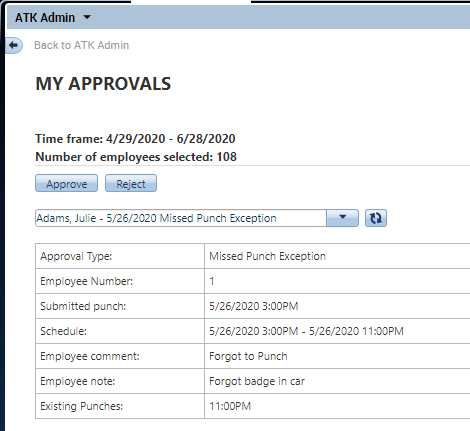 ATK Admin
Back to ATK Admin
MY APPROVALS
Time frame: 4/29/2020 - 6/28/2020
Number of employees selected: 108
Approve Reject
Adams, Julie - 5/26/2020 Missed Punch Exception
Approval Type: Missed Punch Exception
Employee Number: 1
Submitted punch: 5/26/2020 3:00PM
Schedule: 5/26/2020 3:00PM - 5/26/2020 11:00PM
Employee comment: Forgot to Punch
Employee note: Forgot badge in car
Existing Punches: 11:00PM